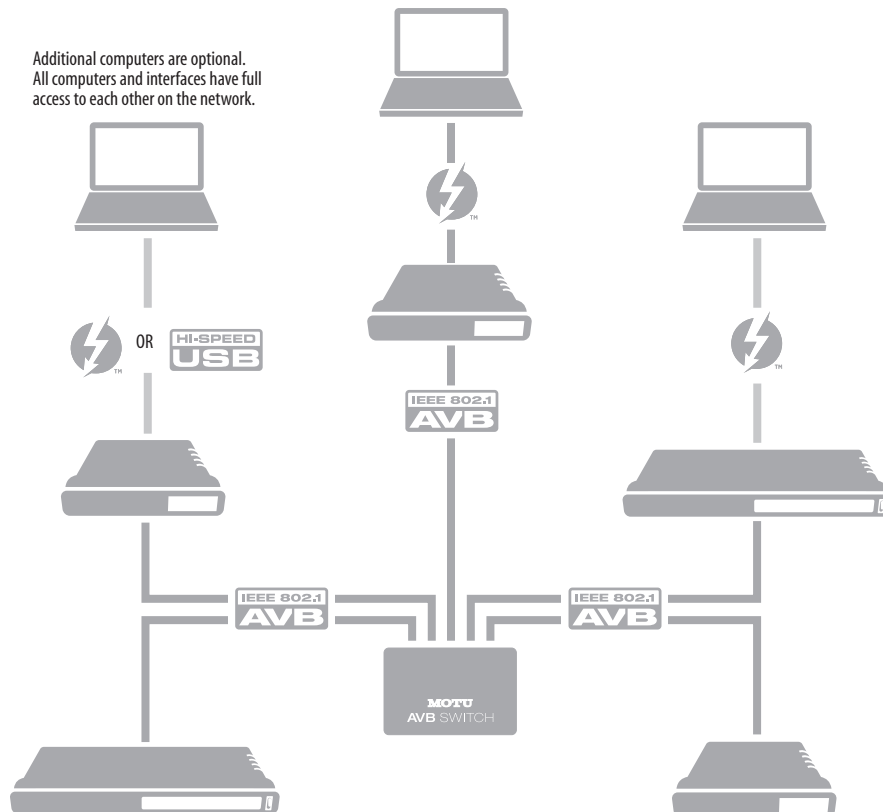 Additional computers are optional.
All computers and interfaces have full
access to each other on the network.
TM
OR
HI-SPEED
USB
TM
TM
IEEE 802.1
AVB
IEEE 802.1
AVB
IEEE 802.1
AVB
MOTU
AVB SWITCH